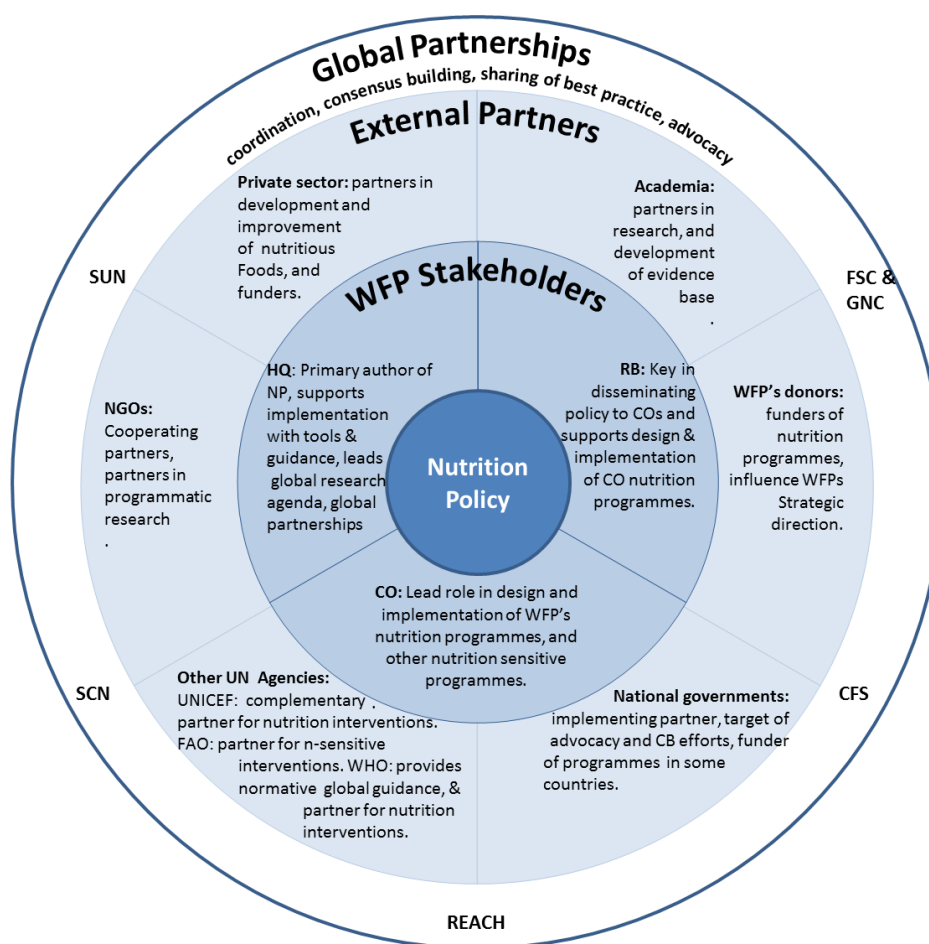 Global Partnerships
coordination, consensus building, sharing of best practice, advocacy
External Partners
Private sector: partners in
development and
improvement
of nutritious
Foods, and
funders.
Academia:
partners in
research, and
development
of evidence
base
.
SUN
FSC &
GNC
WFP Stakeholders
HQ: Primary author of
NP, supports
implementation
with tools &
guidance, leads
global research
agenda, global
partnerships
RB: Key in
disseminating
policy to COs and
supports design &
implementation
of CO nutrition
programmes.
NGOs:
Cooperating
partners,
partners in
programmatic
research
.
WFP's donors:
funders of
nutrition
programmes,
influence WFPs
Strategic
direction.
Nutrition
Policy
CO: Lead role in design and
implementation of WFP's
nutrition programmes, and
other nutrition sensitive
programmes.
SCN
Other UN Agencies:
UNICEF: complementary .
partner for nutrition interventions.
FAO: partner for n-sensitive
interventions. WHO: provides
normative global guidance, &
partner for nutrition
interventions.
National governments:
implementing partner, target of
advocacy and CB efforts, funder
of programmes in some
countries.
CFS
REACH